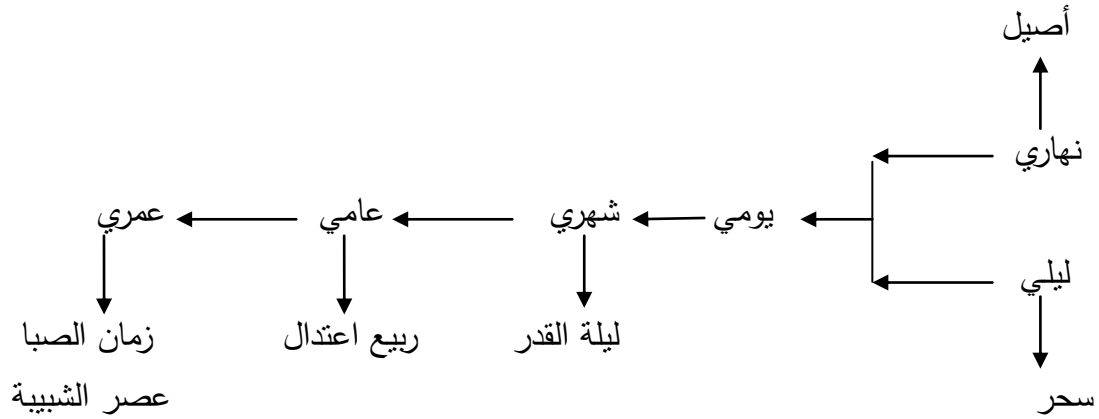 أصيل
نهاري
يومي
شهري
عامي
عمري
ليلي
ليلة القدر
ربيع اعتدال
زمان الصبا
سحر
عصر الشبيبة